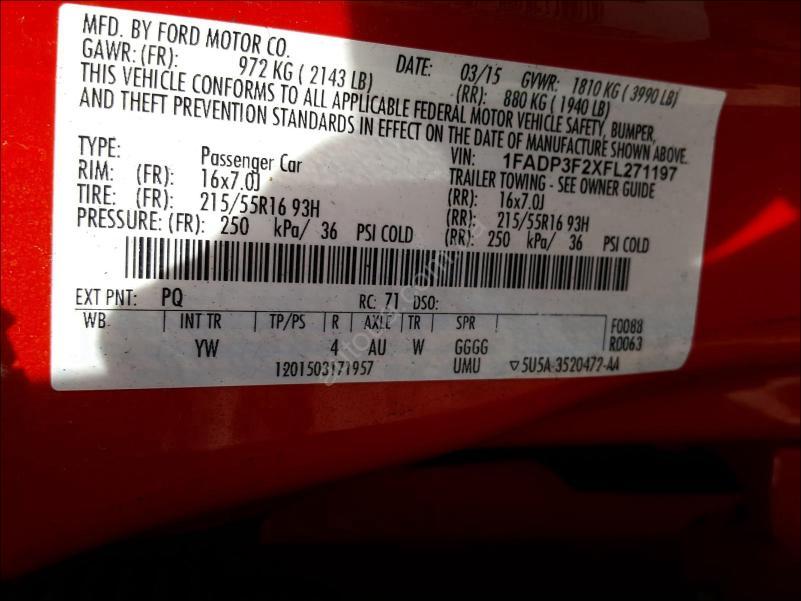 MFD. BY FORD MOTOR CO.
DATE: 03/15 GVWR: 1810 KG ( 3990 LB)
GAWR: (FR): 972 KG ( 2143 LB) (RR): 880 KG ( 1940 LB)
THIS VEHICLE CONFORMS TO ALL APPLICABLE FEDERAL MOTOR VEHICLE SAFETY, BUMPER,
AND THEFT PREVENTION STANDARDS IN EFFECT ON THE DATE OF MANUFACTURE SHOWN ABOVE.
VIN: 1FADP3F2XFL271197
TYPE: Passenger Car TRAILER TOWING - SEE OWNER GUIDE
RIM: (FR): 16x7.0J (RR): 16x7.0J
TIRE: (FR): 215/55R16 93H (RR): 215/55R16 93H
PRESSURE: (FR): 250 kPa/ 36 PSI COLD (RR): 250 kPa/ 36 PSI COLD
EXT PNT: PQ RC: 71 DSO:
WB INT TR TP/PS R AXLE TR SPR F0088
YW 4 AU W GGGG R0063
1201503171957 UMU ▽5U5A-3520472-AA